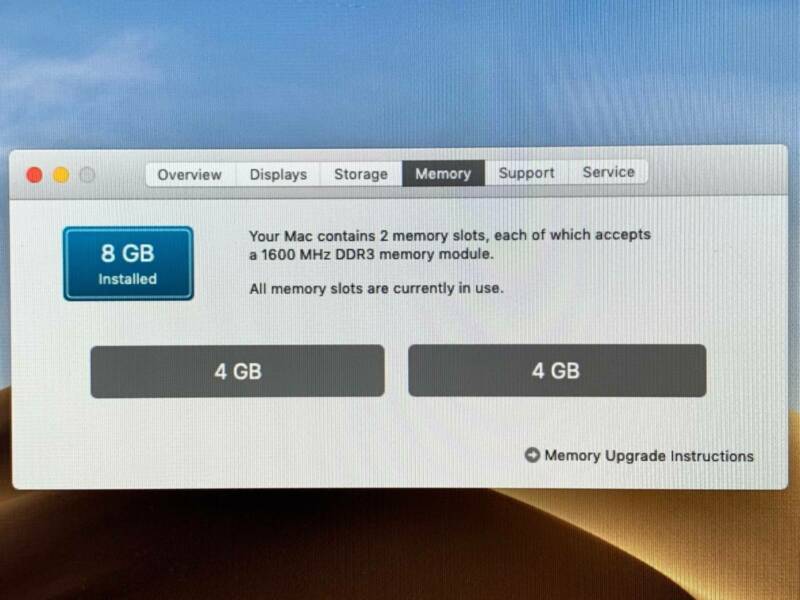 Overview Displays Storage Memory Support Service
8 GB
Installed
Your Mac contains 2 memory slots, each of which accepts
a 1600 MHz DDR3 memory module.
All memory slots are currently in use.
4 GB 4 GB
Memory Upgrade Instructions